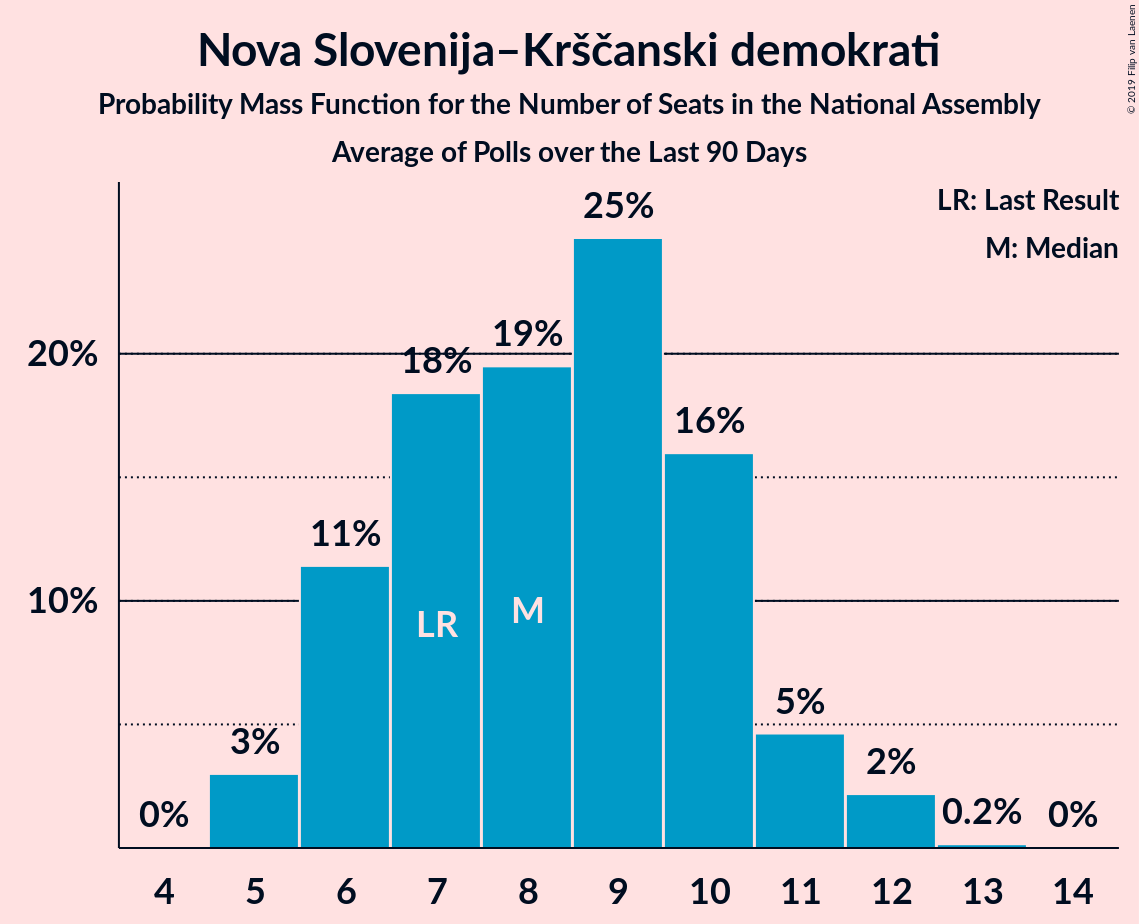 Nova Slovenija–Krščanski demokrati
Probability Mass Function for the Number of Seats in the National Assembly
Average of Polls over the Last 90 Days
© 2019 Filip van Laenen
LR: Last Result
M: Median
25%
19%
18%
20%
16%
11%
10%
LR
M
5%
3%
2%
0%
0.2%
0%
4 5 6 7 8 9 10 11 12 13 14